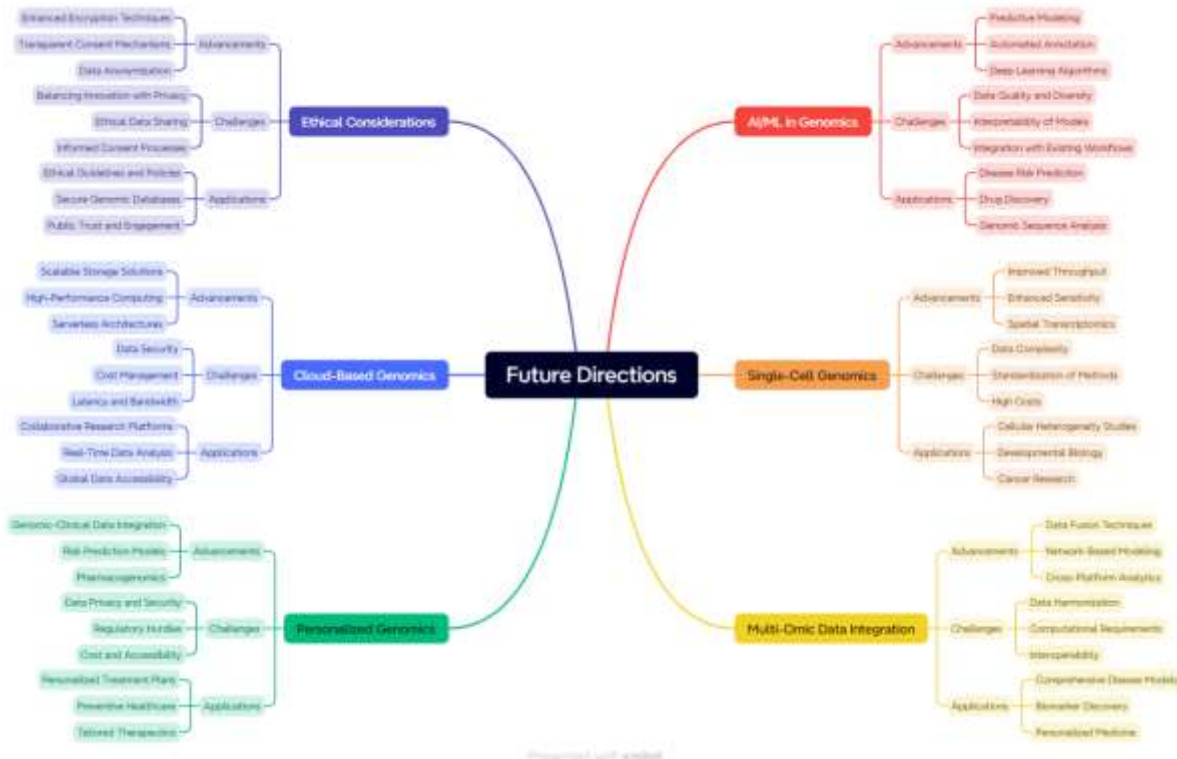 Future Directions
Ethical Considerations
Advancements
Enhanced Encryption Techniques
Transparent Consent Mechanisms
Data Anonymization
Challenges
Balancing Innovation with Privacy
Ethical Data Sharing
Informed Consent Processes
Applications
Ethical Guidelines and Policies
Secure Genomic Databases
Public Trust and Engagement
Cloud-Based Genomics
Advancements
Scalable Storage Solutions
High-Performance Computing
Serverless Architectures
Challenges
Data Security
Cost Management
Latency and Bandwidth
Applications
Collaborative Research Platforms
Real-Time Data Analysis
Global Data Accessibility
Personalized Genomics
Advancements
Genomic-Clinical Data Integration
Risk Prediction Models
Pharmacogenomics
Challenges
Data Privacy and Security
Regulatory Hurdles
Cost and Accessibility
Applications
Personalized Treatment Plans
Preventive Healthcare
Tailored Therapeutics
AI/ML in Genomics
Advancements
Predictive Modeling
Automated Annotation
Deep Learning Algorithms
Challenges
Data Quality and Diversity
Interpretability of Models
Integration with Existing Workflows
Applications
Disease Risk Prediction
Drug Discovery
Genomic Sequence Analysis
Single-Cell Genomics
Advancements
Improved Throughput
Enhanced Sensitivity
Spatial Transcriptomics
Challenges
Data Complexity
Standardization of Methods
High Costs
Applications
Cellular Heterogeneity Studies
Developmental Biology
Cancer Research
Multi-Omic Data Integration
Advancements
Data Fusion Techniques
Network-Based Modeling
Cross-Platform Analytics
Challenges
Data Harmonization
Computational Requirements
Interoperability
Applications
Comprehensive Disease Models
Biomarker Discovery
Personalized Medicine
Presented with